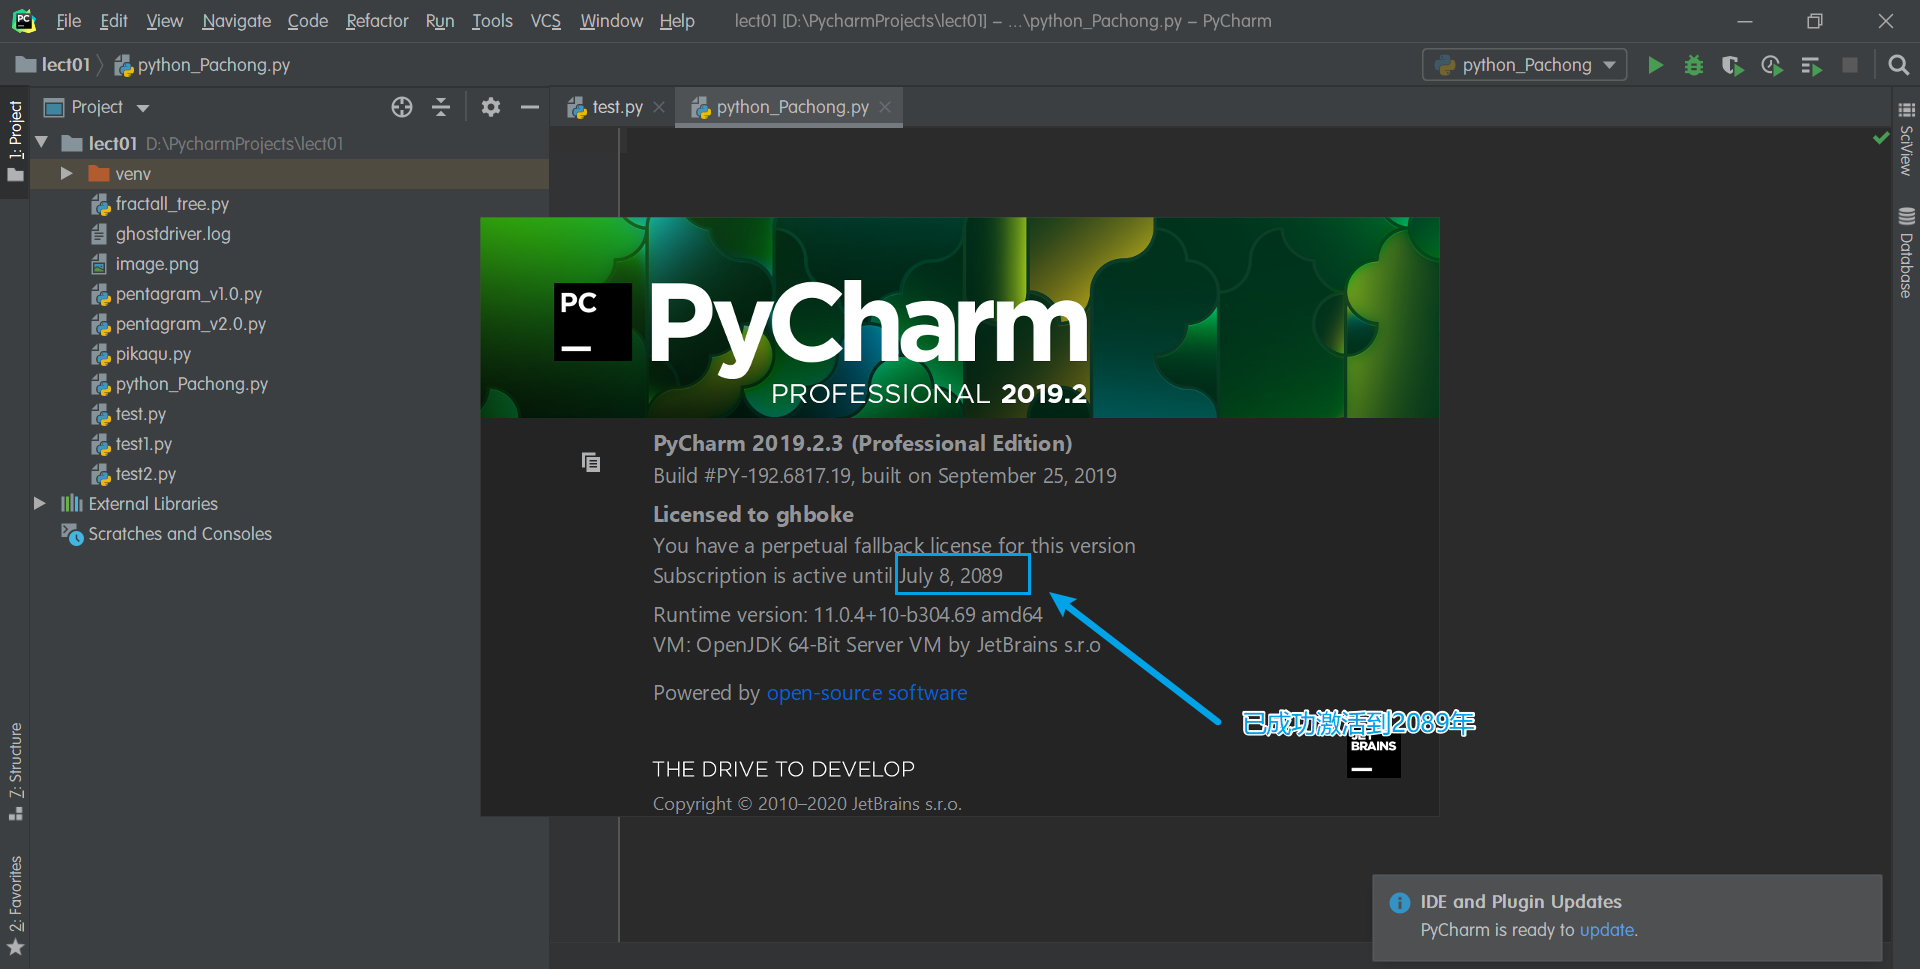 PC
File Edit View Navigate Code Refactor Run Tools VCS Window Help
lect01 [D:\PycharmProjects\lect01] – ...\python_Pachong.py – PyCharm
lect01
python_Pachong.py
python_Pachong
1: Project
Project
test.py
python_Pachong.py
lect01 D:\PycharmProjects\lect01
venv
fractall_tree.py
ghostdriver.log
image.png
pentagram_v1.0.py
pentagram_v2.0.py
pikaqu.py
python_Pachong.py
test.py
test1.py
test2.py
External Libraries
Scratches and Consoles
7: Structure
2: Favorites
SciView
Database
PC
PyCharm
PROFESSIONAL 2019.2
PyCharm 2019.2.3 (Professional Edition)
Build #PY-192.6817.19, built on September 25, 2019
Licensed to ghboke
You have a perpetual fallback license for this version
Subscription is active until July 8, 2089
Runtime version: 11.0.4+10-b304.69 amd64
VM: OpenJDK 64-Bit Server VM by JetBrains s.r.o
Powered by open-source software
已成功激活到2089年
JET
BRAINS
THE DRIVE TO DEVELOP
Copyright © 2010–2020 JetBrains s.r.o.
IDE and Plugin Updates
PyCharm is ready to update.